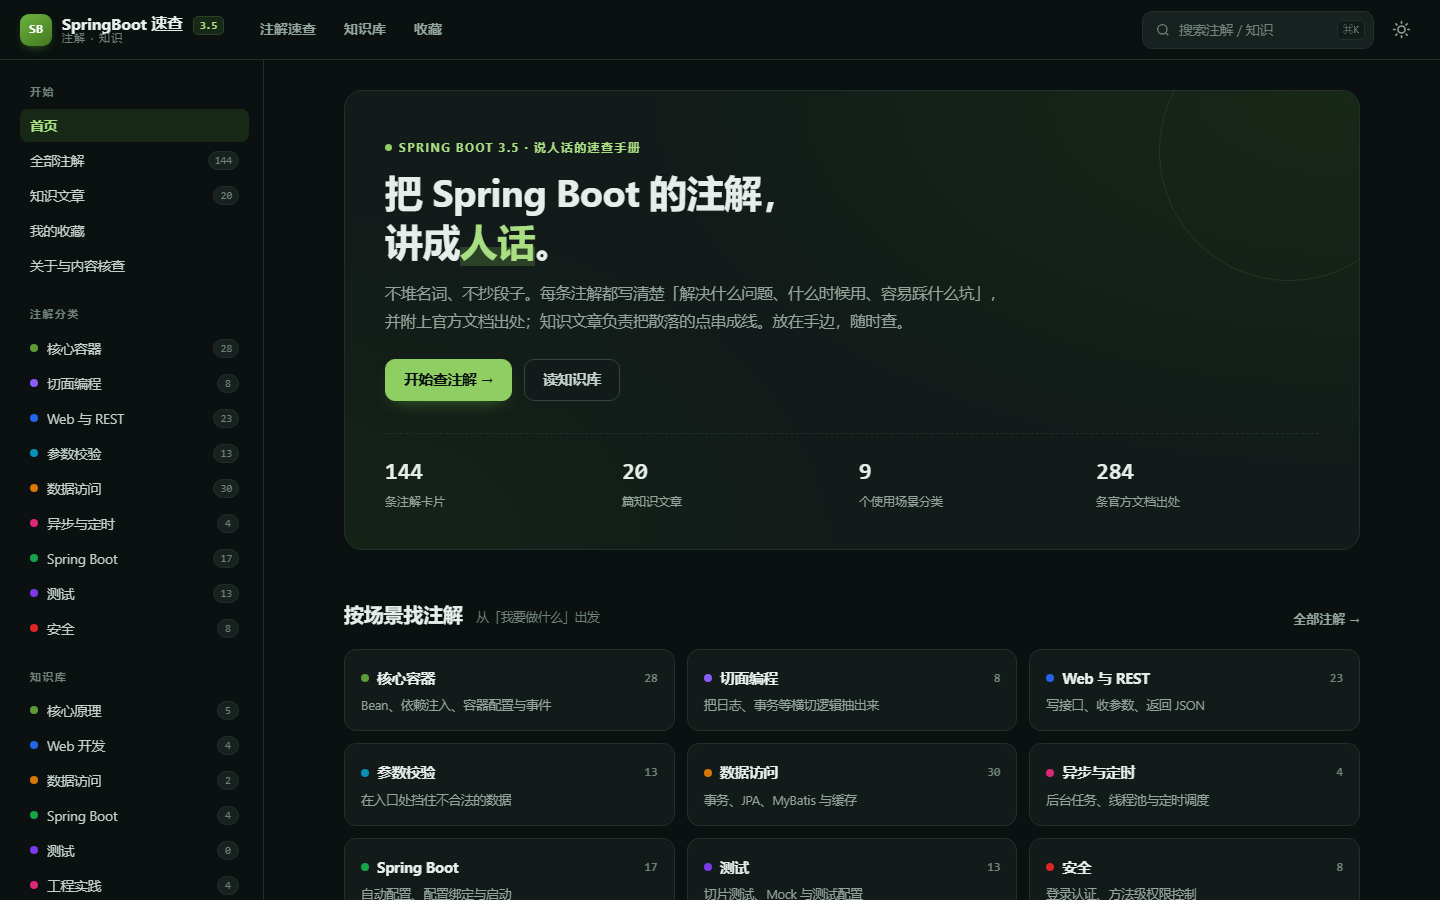 SB
SpringBoot 速查
3.5
注解 · 知识
注解速查
知识库
收藏
搜索注解 / 知识
⌘K
开始
首页
全部注解 144
知识文章 20
我的收藏
关于与内容核查
注解分类
核心容器 28
切面编程 8
Web 与 REST 23
参数校验 13
数据访问 30
异步与定时 4
Spring Boot 17
测试 13
安全 8
知识库
核心原理 5
Web 开发 4
数据访问 2
Spring Boot 4
测试 0
工程实践 4
SPRING BOOT 3.5 · 说人话的速查手册
把 Spring Boot 的注解，
讲成人话。
不堆名词、不抄段子。每条注解都写清楚「解决什么问题、什么时候用、容易踩什么坑」，
并附上官方文档出处；知识文章负责把散落的点串成线。放在手边，随时查。
开始查注解 →
读知识库
144
条注解卡片
20
篇知识文章
9
个使用场景分类
284
条官方文档出处
按场景找注解
从「我要做什么」出发
全部注解 →
核心容器 28
Bean、依赖注入、容器配置与事件
切面编程 8
把日志、事务等横切逻辑抽出来
Web 与 REST 23
写接口、收参数、返回 JSON
参数校验 13
在入口处挡住不合法的数据
数据访问 30
事务、JPA、MyBatis 与缓存
异步与定时 4
后台任务、线程池与定时调度
Spring Boot 17
自动配置、配置绑定与启动
测试 13
切片测试、Mock 与测试配置
安全 8
登录认证、方法级权限控制